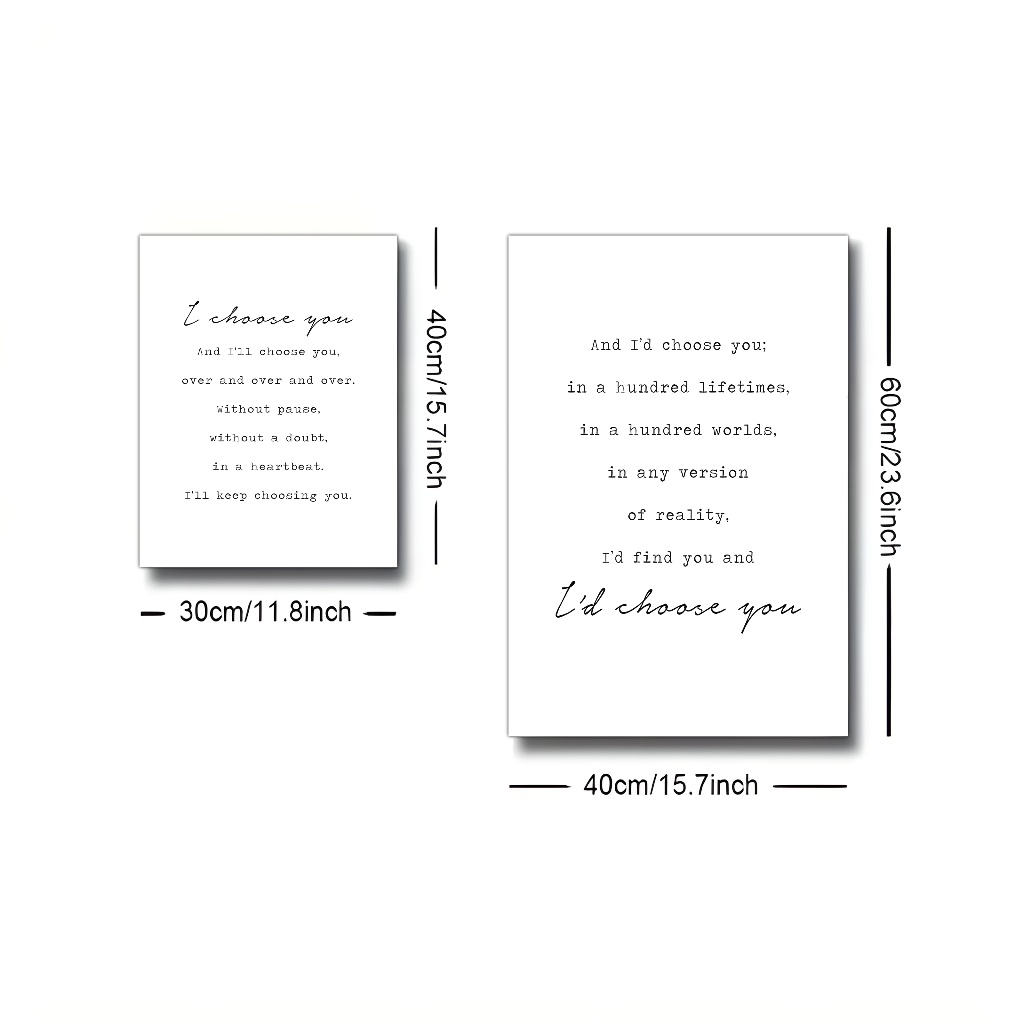 I choose you
And I'll choose you,
over and over and over.
Without pause,
without a doubt,
in a heartbeat.
I'll keep choosing you.
40cm/15.7inch
30cm/11.8inch
And I'd choose you;
in a hundred lifetimes,
in a hundred worlds,
in any version
of reality,
I'd find you and
I'd choose you
60cm/23.6inch
40cm/15.7inch